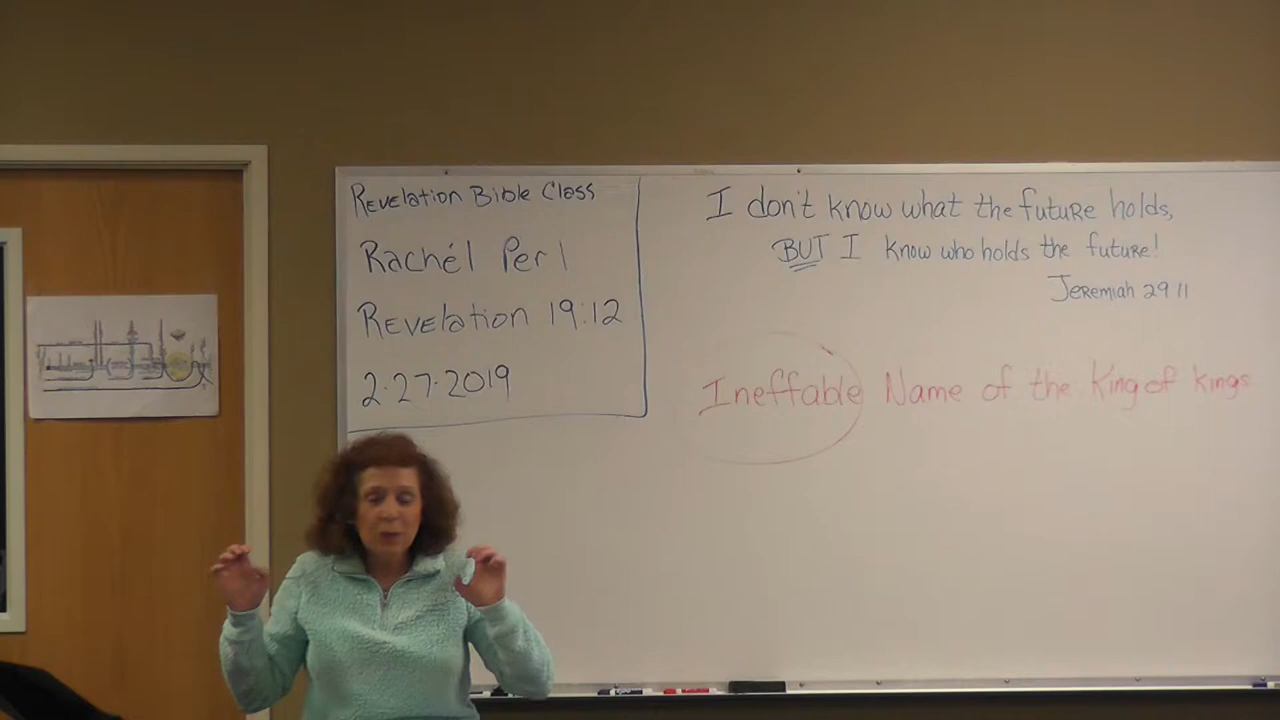 Revelation Bible Class
Rachél Perl
Revelation 19:12
2.27.2019
I don't know what the future holds,
BUT I know who holds the future!
Jeremiah 29 11
Ineffable Name of the King of kings